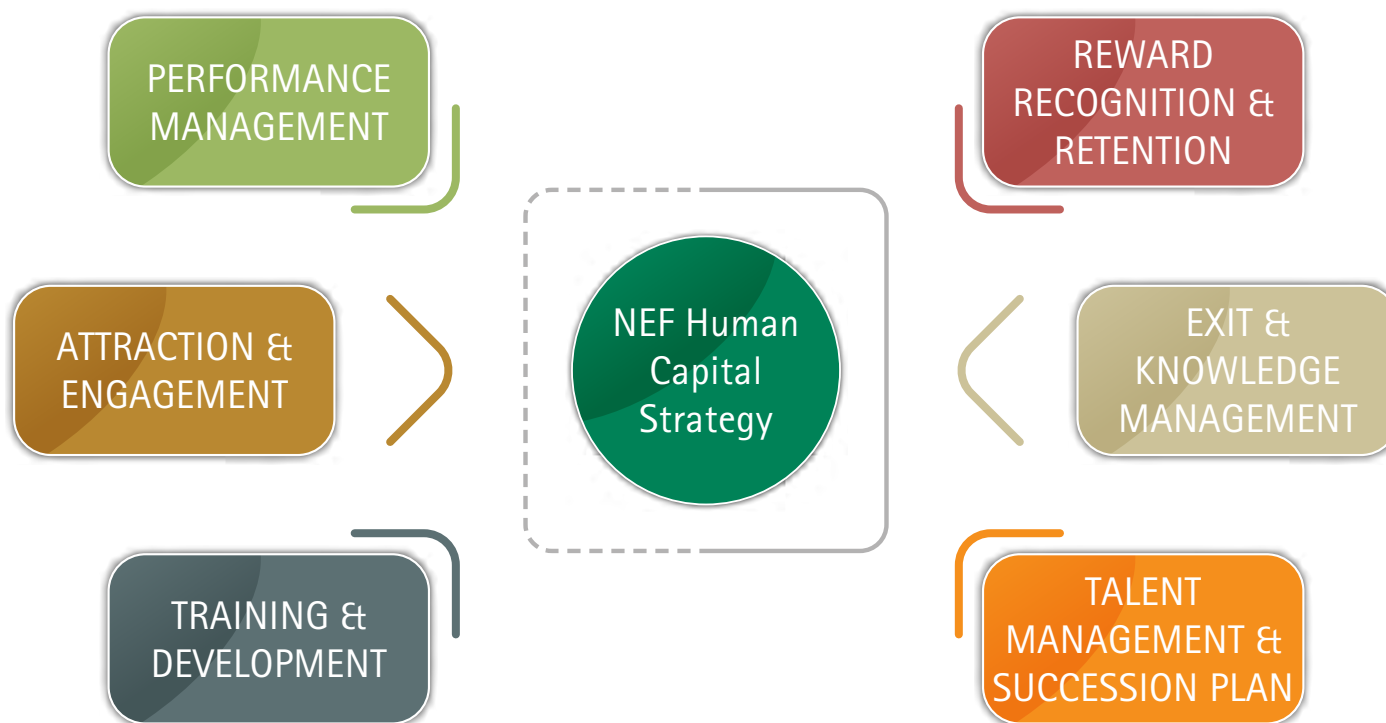 PERFORMANCE
MANAGEMENT
REWARD
RECOGNITION &
RETENTION
ATTRACTION &
ENGAGEMENT
NEF Human
Capital
Strategy
EXIT &
KNOWLEDGE
MANAGEMENT
TRAINING &
DEVELOPMENT
TALENT
MANAGEMENT &
SUCCESSION PLAN